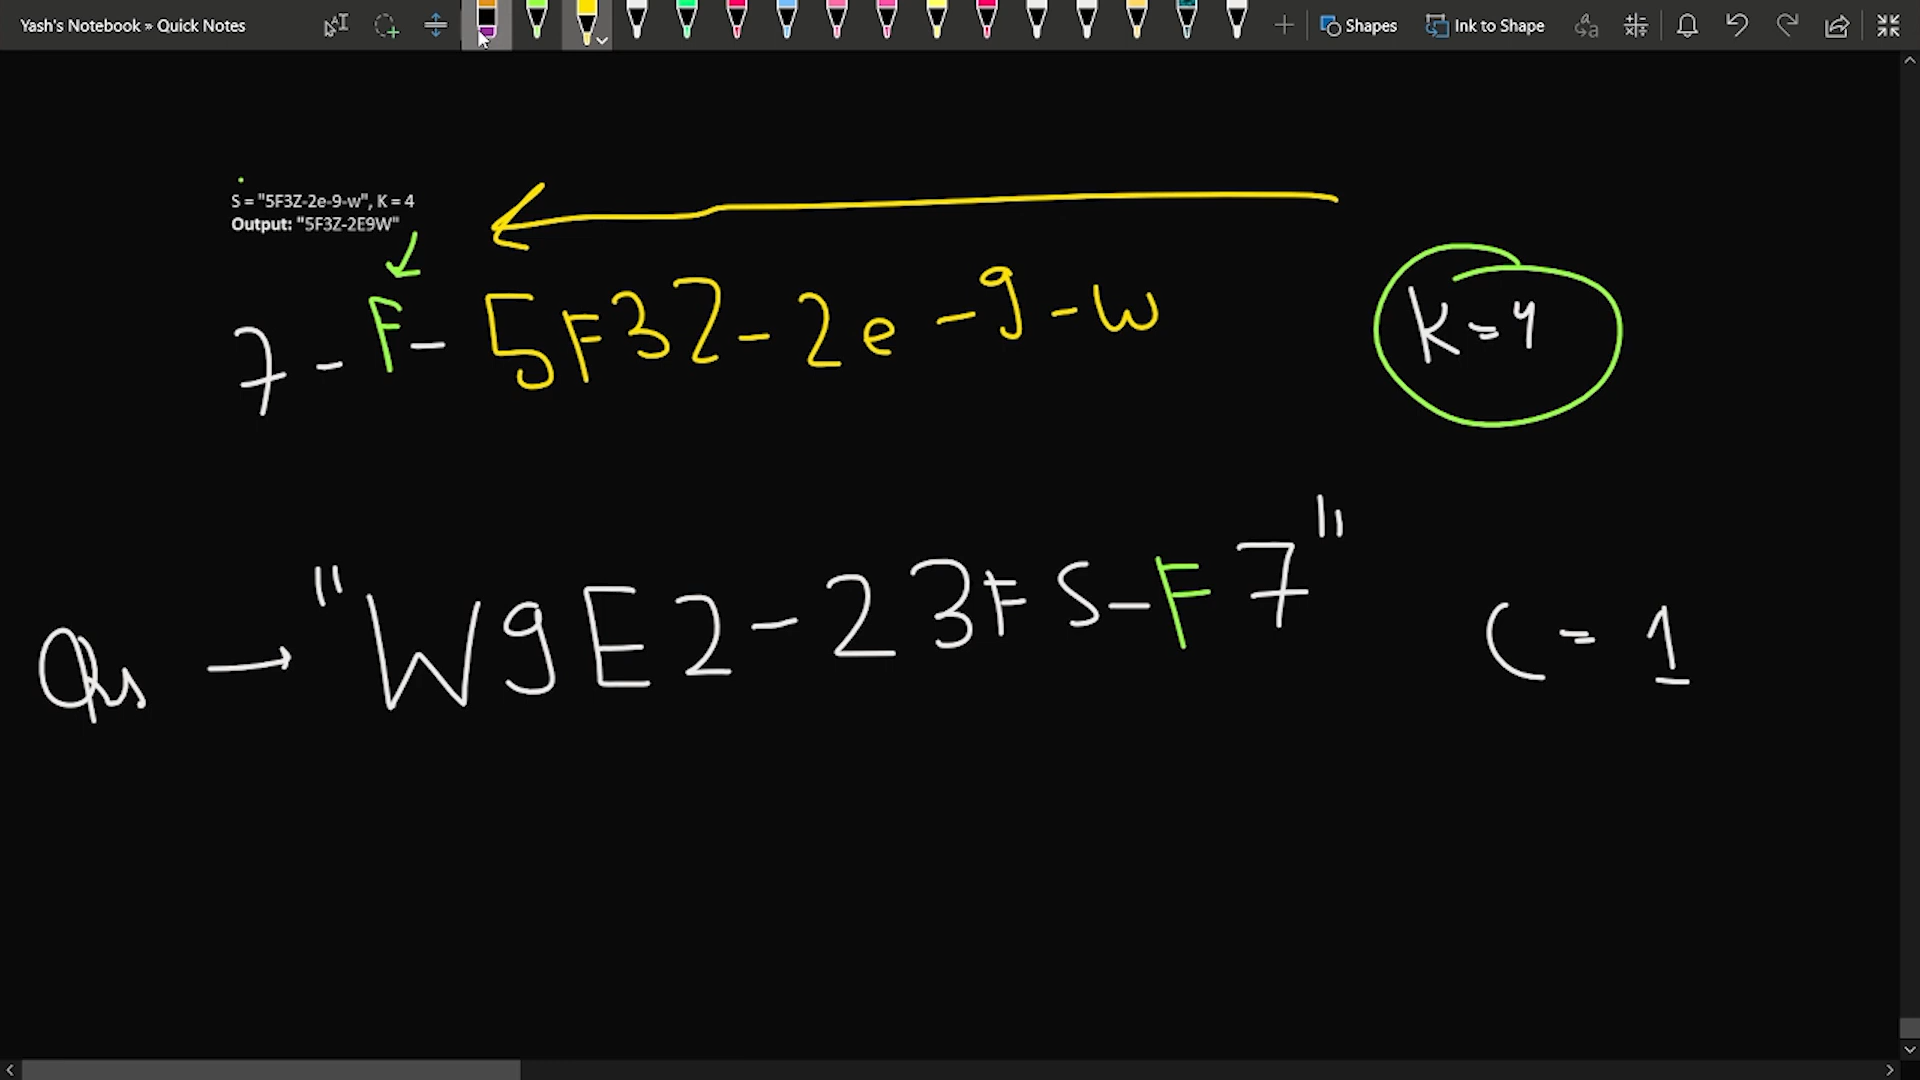 Yash's Notebook » Quick Notes
Shapes
Ink to Shape
S = "5F3Z-2e-9-w", K = 4
Output: "5F3Z-2E9W"
7 - F - 5F3Z - 2e - 9 - w
K = 4
Ans → "W9E2 - 23FS - F7"
C = 1